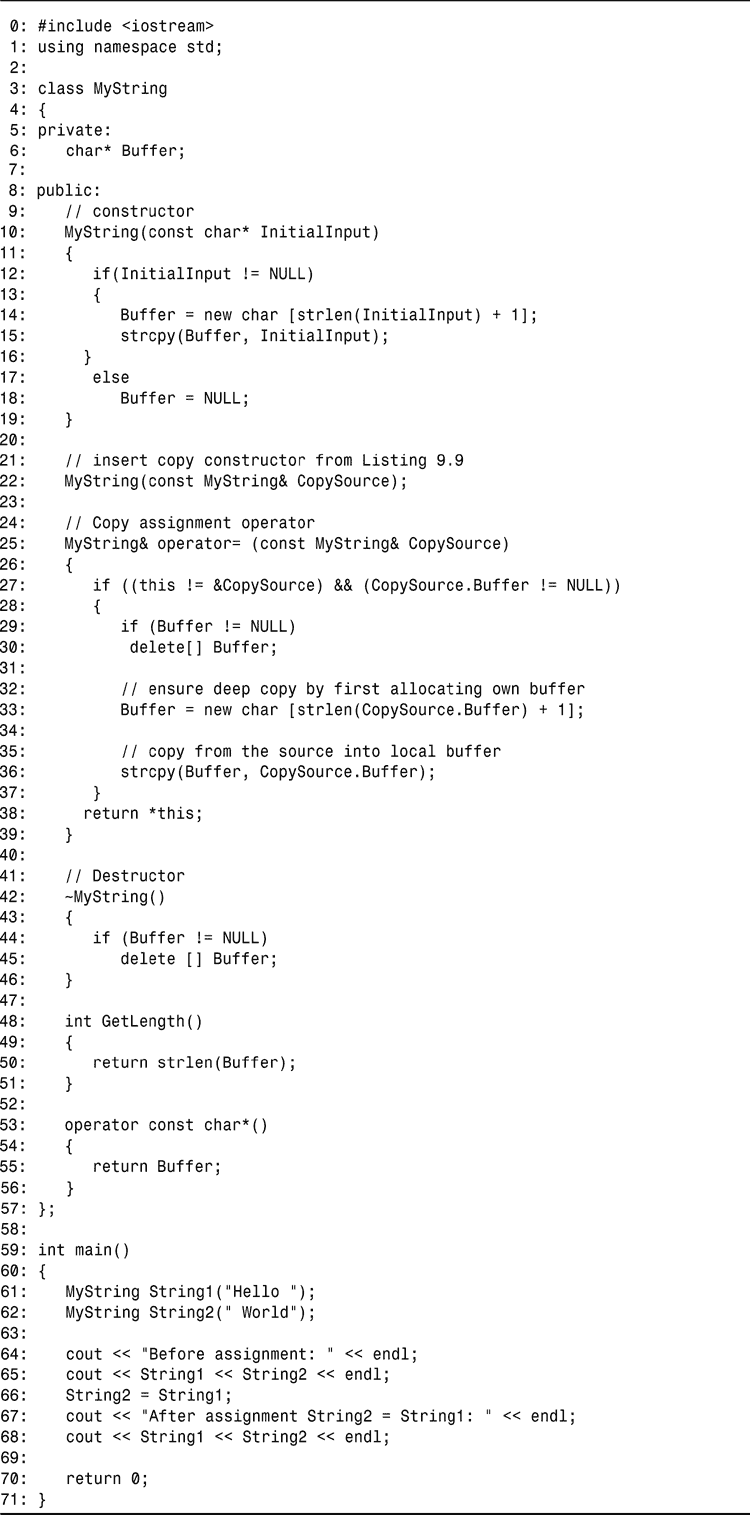 0: #include <iostream>
1: using namespace std;
2:
3: class MyString
4: {
5: private:
6:    char* Buffer;
7:
8: public:
9:    // constructor
10:    MyString(const char* InitialInput)
11:    {
12:       if(InitialInput != NULL)
13:       {
14:          Buffer = new char [strlen(InitialInput) + 1];
15:          strcpy(Buffer, InitialInput);
16:      }
17:       else
18:          Buffer = NULL;
19:    }
20:
21:    // insert copy constructor from Listing 9.9
22:    MyString(const MyString& CopySource);
23:
24:    // Copy assignment operator
25:    MyString& operator= (const MyString& CopySource)
26:    {
27:       if ((this != &CopySource) && (CopySource.Buffer != NULL))
28:       {
29:          if (Buffer != NULL)
30:           delete[] Buffer;
31:
32:          // ensure deep copy by first allocating own buffer
33:          Buffer = new char [strlen(CopySource.Buffer) + 1];
34:
35:          // copy from the source into local buffer
36:          strcpy(Buffer, CopySource.Buffer);
37:       }
38:      return *this;
39:    }
40:
41:    // Destructor
42:    ~MyString()
43:    {
44:       if (Buffer != NULL)
45:          delete [] Buffer;
46:    }
47:
48:    int GetLength()
49:    {
50:       return strlen(Buffer);
51:    }
52:
53:    operator const char*()
54:    {
55:       return Buffer;
56:    }
57: };
58:
59: int main()
60: {
61:    MyString String1("Hello ");
62:    MyString String2(" World");
63:
64:    cout << "Before assignment: " << endl;
65:    cout << String1 << String2 << endl;
66:    String2 = String1;
67:    cout << "After assignment String2 = String1: " << endl;
68:    cout << String1 << String2 << endl;
69:
70:    return 0;
71: }